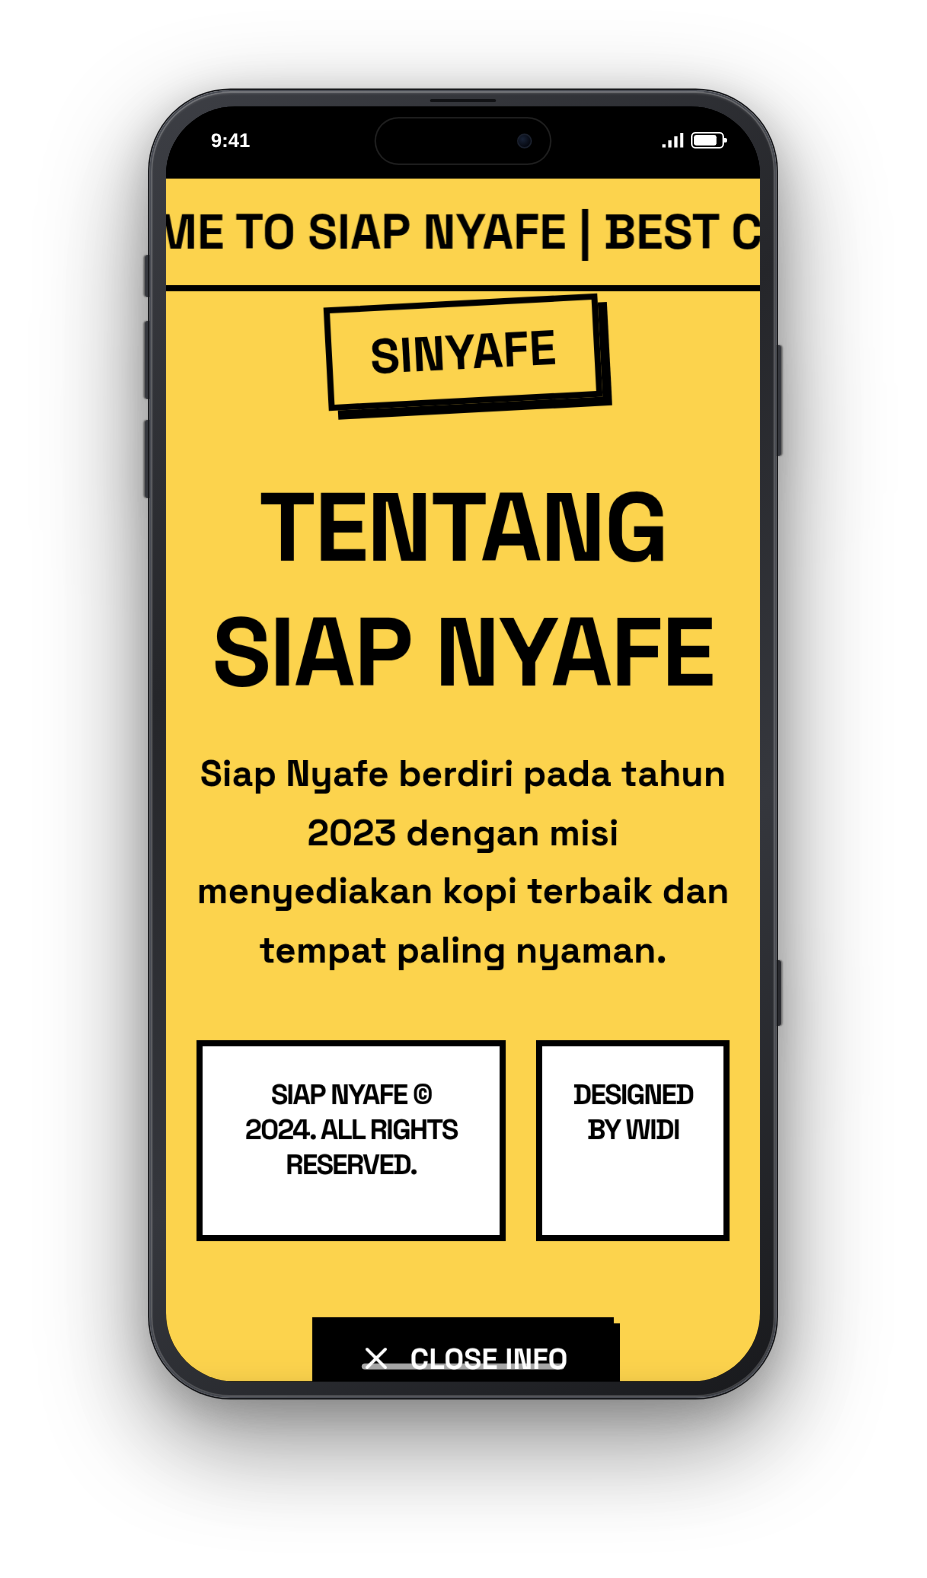 9:41
ME TO SIAP NYAFE | BEST C
SINYAFE
TENTANG
SIAP NYAFE
Siap Nyafe berdiri pada tahun
2023 dengan misi
menyediakan kopi terbaik dan
tempat paling nyaman.
SIAP NYAFE ©
2024. ALL RIGHTS
RESERVED.
DESIGNED
BY WIDI
CLOSE INFO